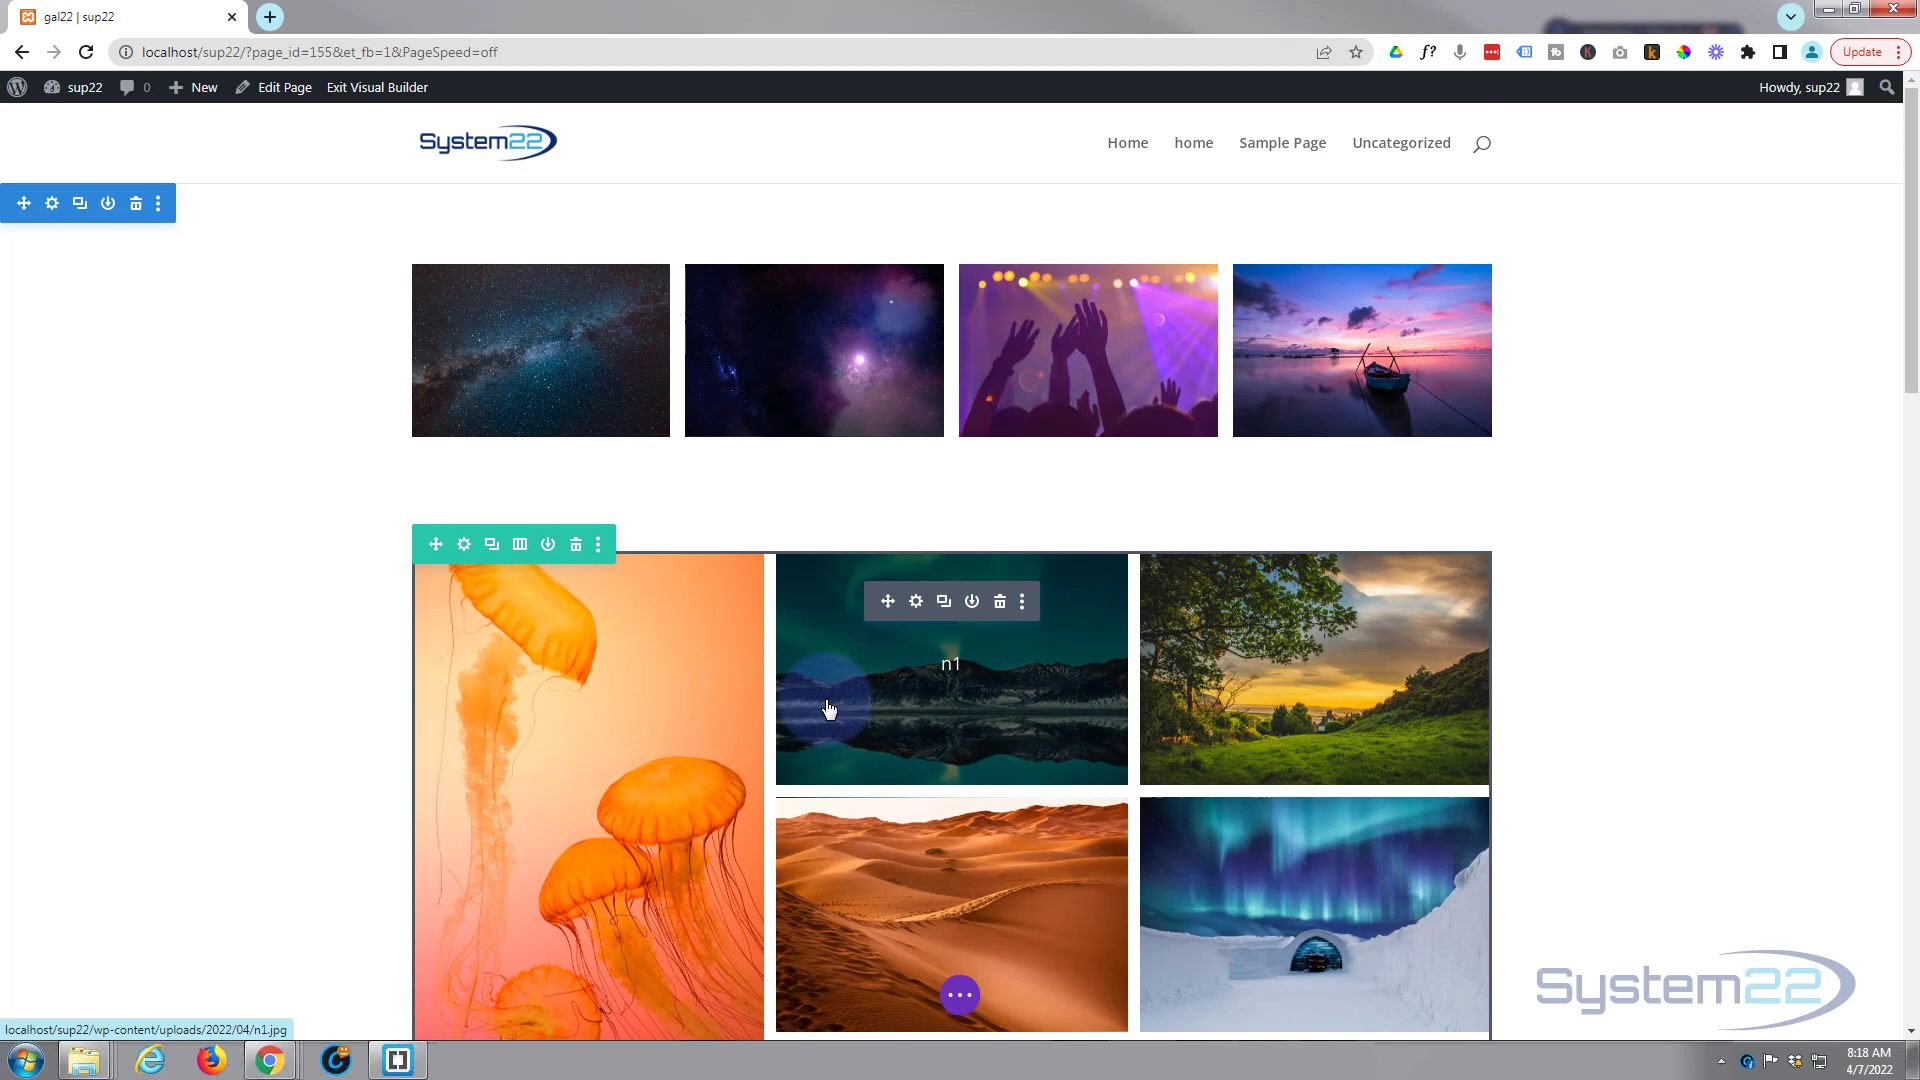 gal22 | sup22
localhost/sup22/?page_id=155&et_fb=1&PageSpeed=off
Update
sup22
0
New
Edit Page
Exit Visual Builder
Howdy, sup22
System22
Home
home
Sample Page
Uncategorized
n1
System22
localhost/sup22/wp-content/uploads/2022/04/n1.jpg
8:18 AM
4/7/2022